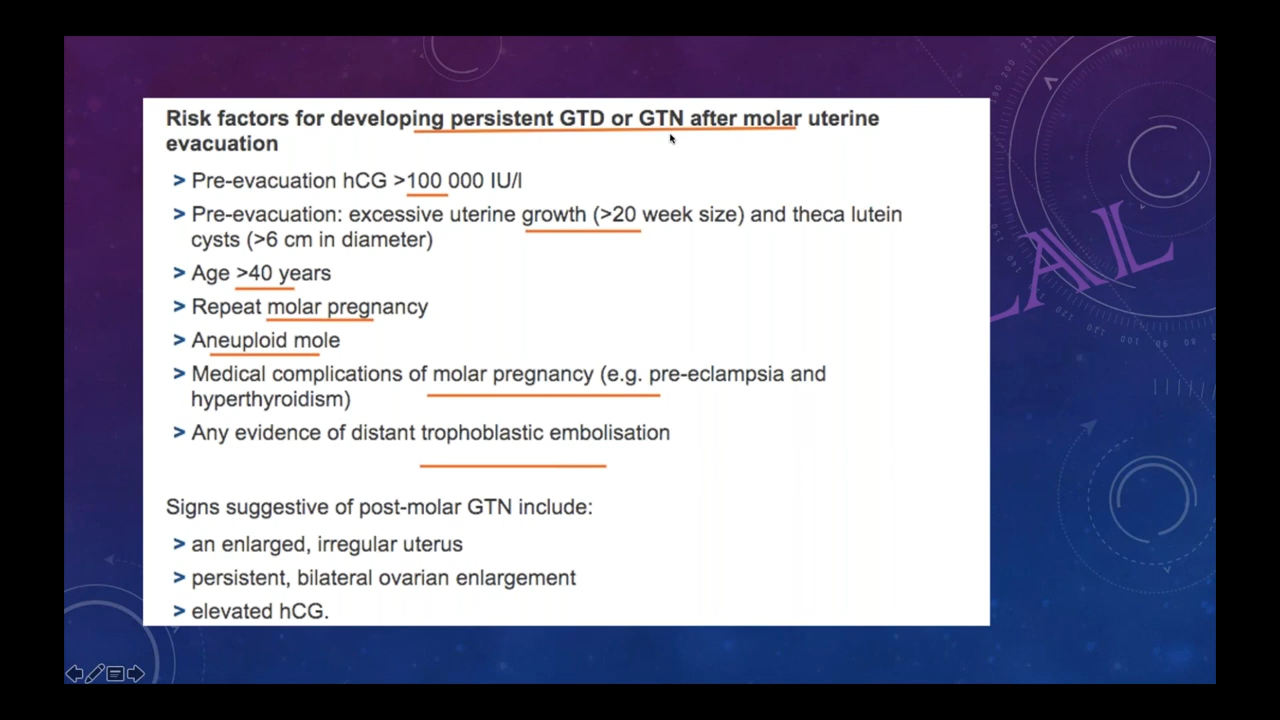 Risk factors for developing persistent GTD or GTN after molar uterine
evacuation
> Pre-evacuation hCG >100 000 IU/l
> Pre-evacuation: excessive uterine growth (>20 week size) and theca lutein
cysts (>6 cm in diameter)
> Age >40 years
> Repeat molar pregnancy
> Aneuploid mole
> Medical complications of molar pregnancy (e.g. pre-eclampsia and
hyperthyroidism)
> Any evidence of distant trophoblastic embolisation
Signs suggestive of post-molar GTN include:
> an enlarged, irregular uterus
> persistent, bilateral ovarian enlargement
> elevated hCG.